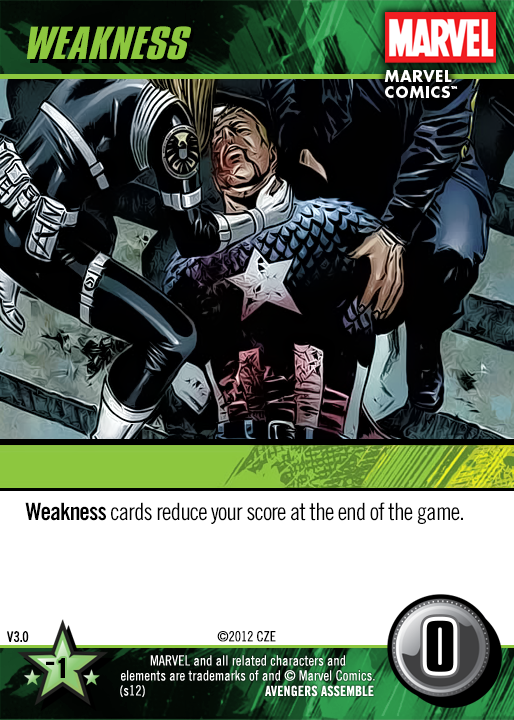 WEAKNESS
MARVEL
MARVEL
COMICS™
Weakness cards reduce your score at the end of the game.
V3.0
©2012 CZE
-1
0
MARVEL and all related characters and
elements are trademarks of and © Marvel Comics.
(s12)
AVENGERS ASSEMBLE